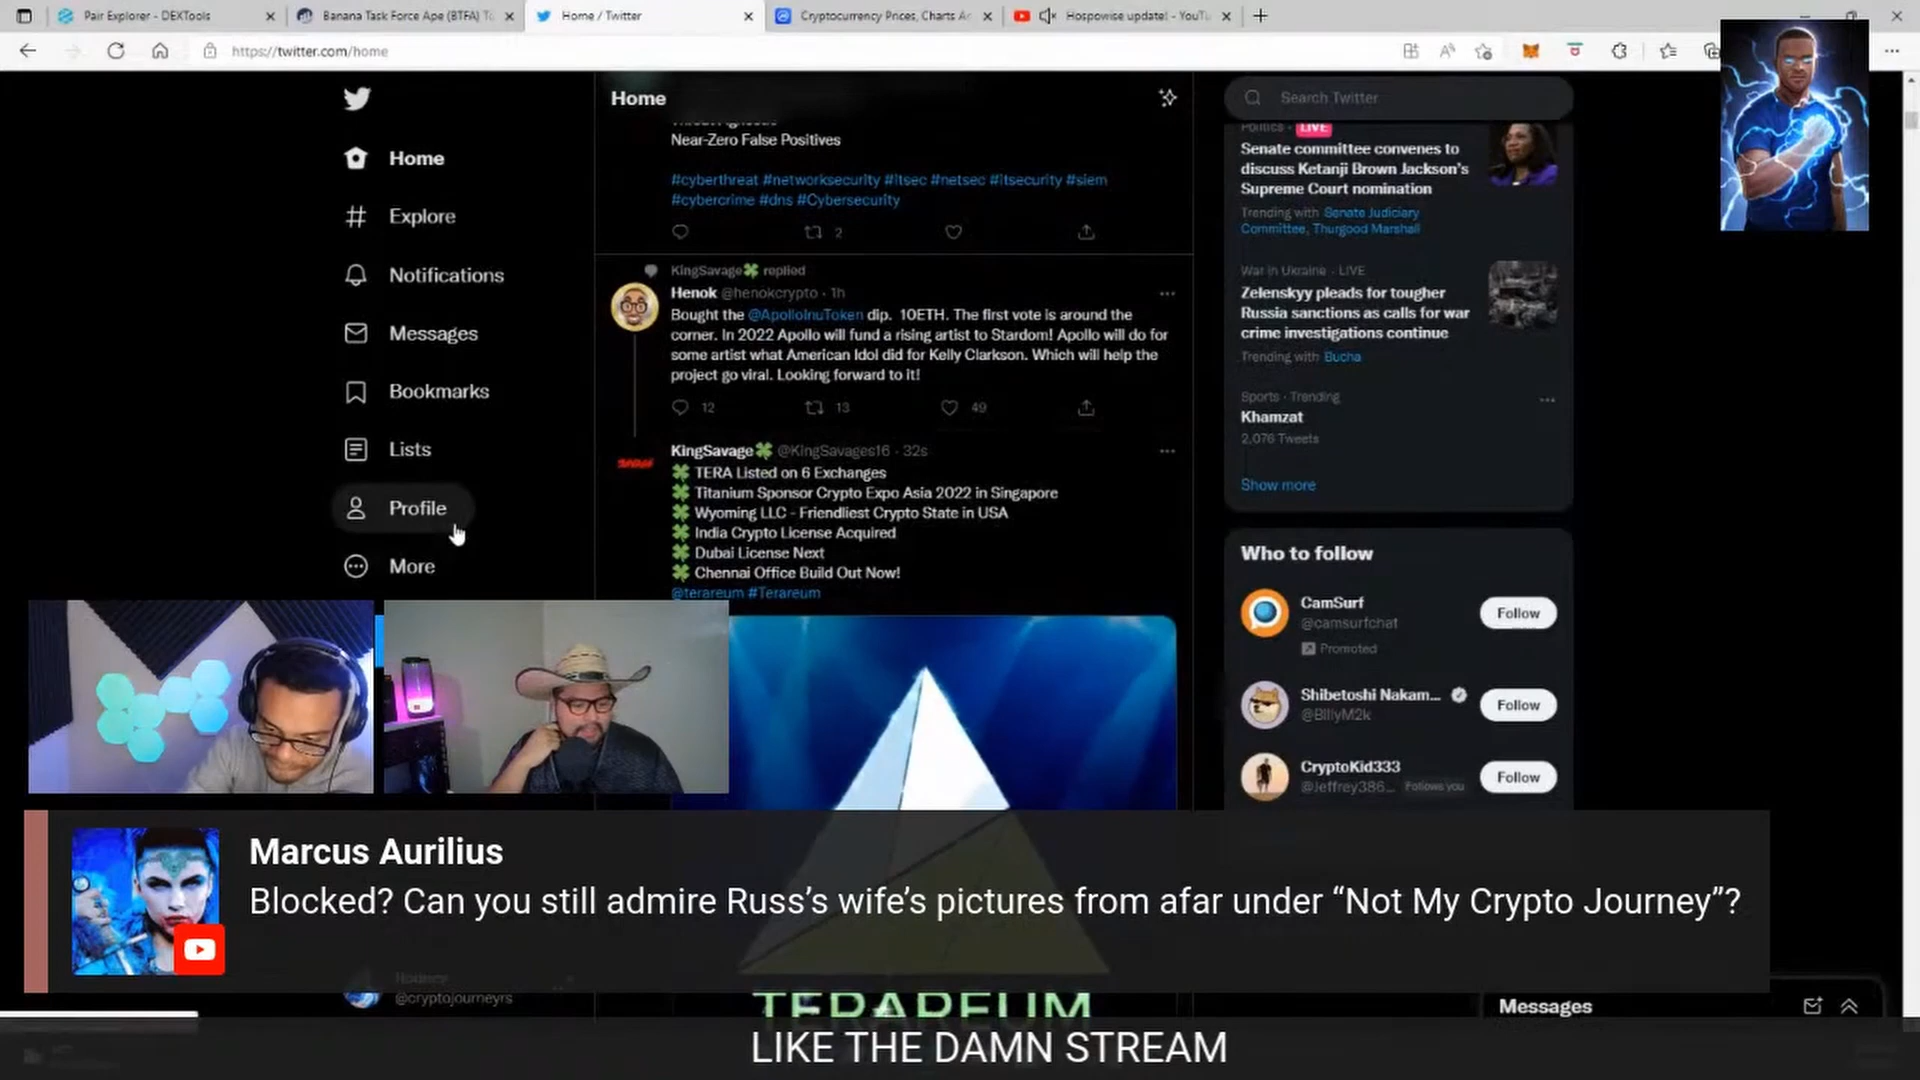 Pair Explorer - DEXTools
Banana Task Force Ape (BTFA) To
Home / Twitter
Cryptocurrency Prices, Charts Ar
Hospowise update! - YouTu
https://twitter.com/home
Home
Explore
Notifications
Messages
Bookmarks
Lists
Profile
More
Home
Near-Zero False Positives
#cyberthreat #networksecurity #itsec #netsec #itsecurity #siem
#cybercrime #dns #Cybersecurity
2
KingSavage🍀 replied
Henok @henokcrypto · 1h
Bought the @ApolloInuToken dip. 10ETH. The first vote is around the
corner. In 2022 Apollo will fund a rising artist to Stardom! Apollo will do for
some artist what American Idol did for Kelly Clarkson. Which will help the
project go viral. Looking forward to it!
12 13 49
KingSavage🍀 @KingSavages16 · 32s
🍀 TERA Listed on 6 Exchanges
🍀 Titanium Sponsor Crypto Expo Asia 2022 in Singapore
🍀 Wyoming LLC - Friendliest Crypto State in USA
🍀 India Crypto License Acquired
🍀 Dubai License Next
🍀 Chennai Office Build Out Now!
@terareum #Terareum
TERAREUM
Search Twitter
Politics · LIVE
Senate committee convenes to
discuss Ketanji Brown Jackson's
Supreme Court nomination
Trending with Senate Judiciary
Committee, Thurgood Marshall
War in Ukraine · LIVE
Zelenskyy pleads for tougher
Russia sanctions as calls for war
crime investigations continue
Trending with Bucha
Sports · Trending
Khamzat
2,076 Tweets
Show more
Who to follow
CamSurf
@camsurfchat
Follow
Promoted
Shibetoshi Nakam...
@BillyM2k
Follow
CryptoKid333
@Jeffrey386... Follows you
Follow
Marcus Aurilius
Blocked? Can you still admire Russ's wife's pictures from afar under “Not My Crypto Journey”?
@cryptojourneyrs
Messages
LIKE THE DAMN STREAM